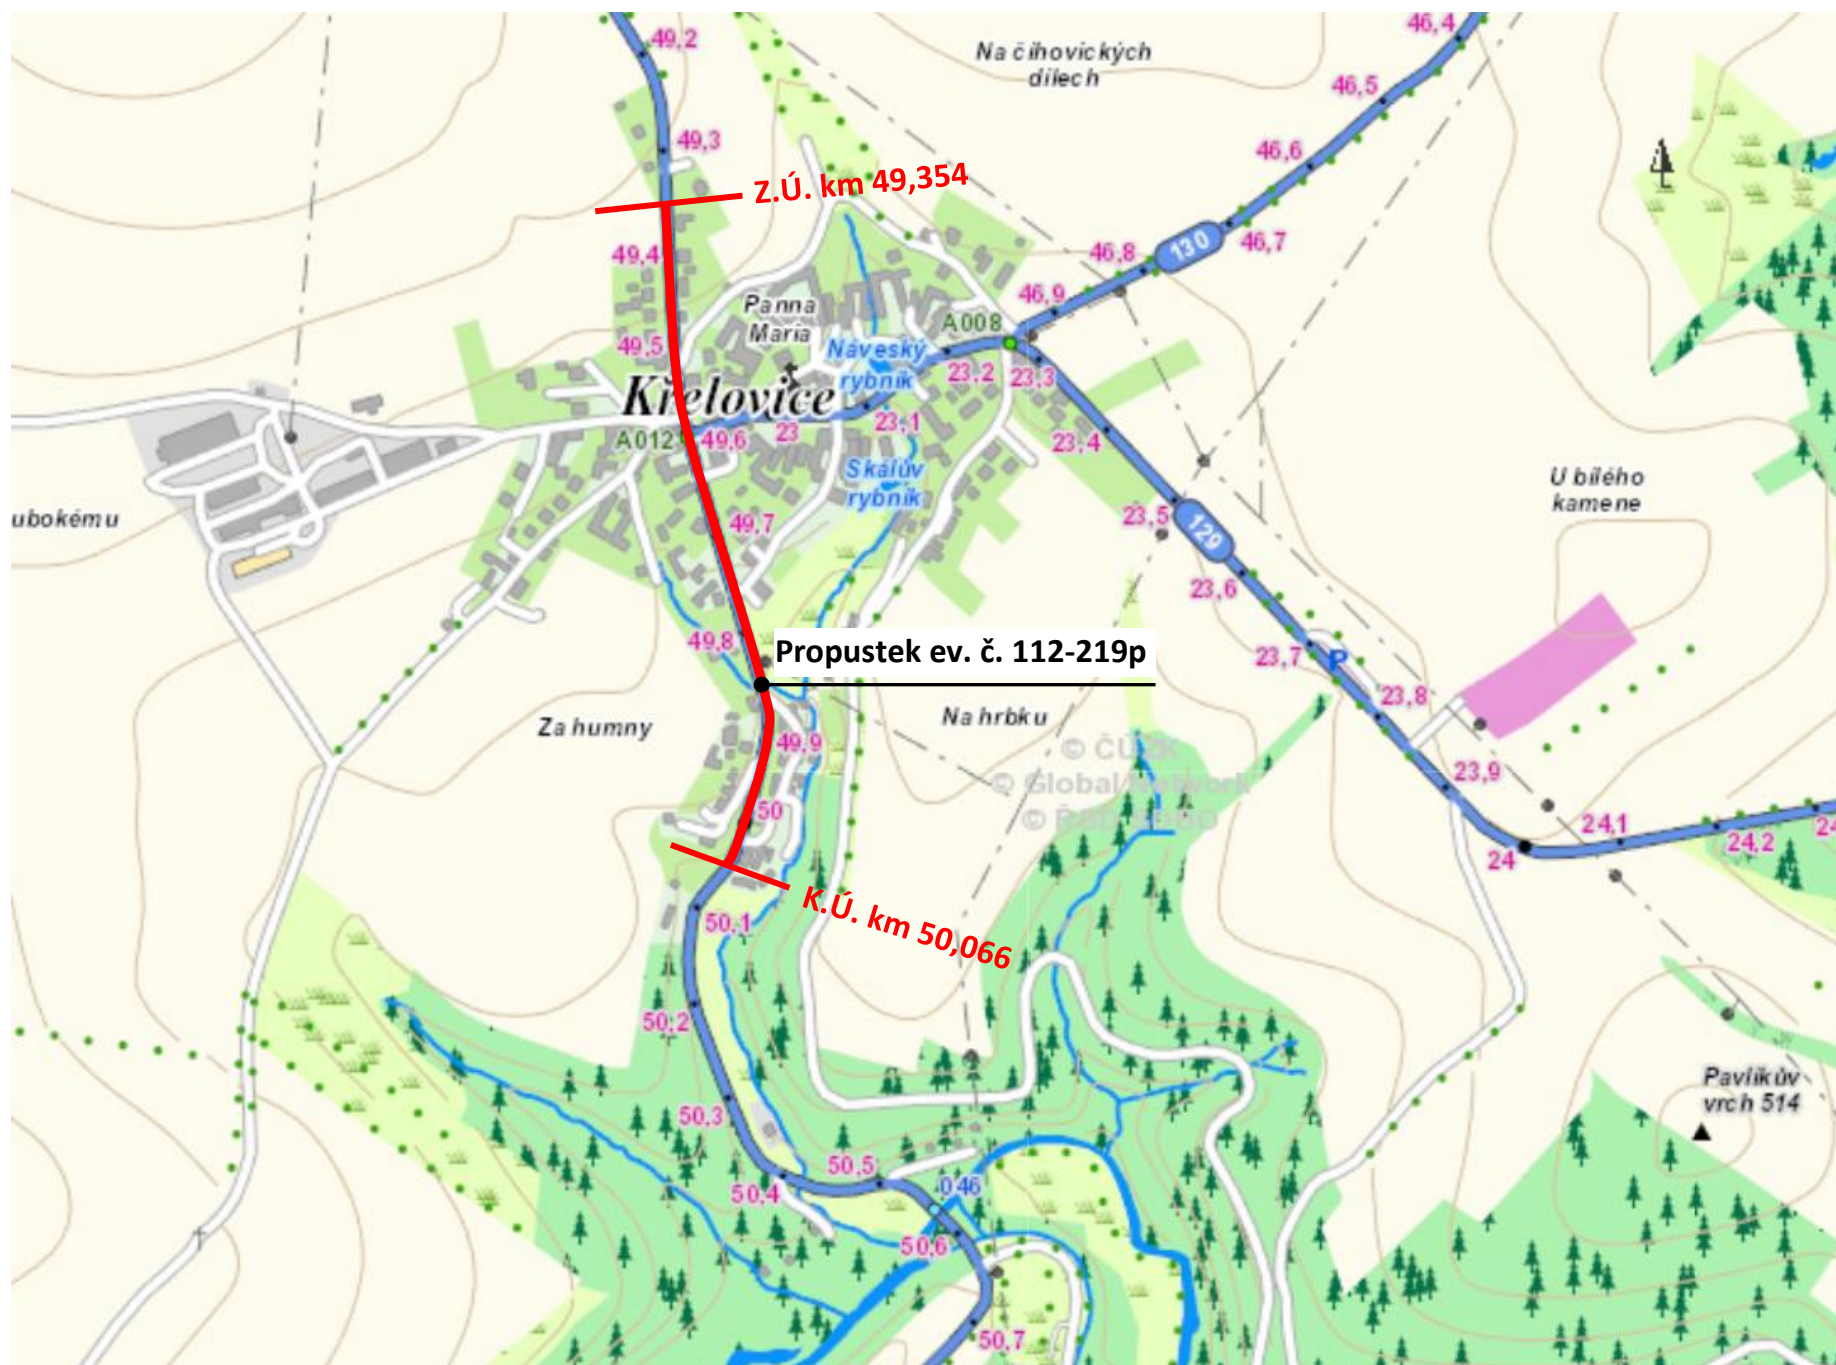 49,2
46,4
Na čihovických
dílech
46,5
49,3
46,6
Z.Ú. km 49,354
49,4
46,8
130
46,7
46,9
Panna
Maria
A008
49,5
Náveský
rybník
23,2
23,3
Křelovice
A012
49,6
23
23,1
23,4
Skálův
rybník
U bílého
kamene
ubokému
49,7
23,5
129
23,6
49,8
Propustek ev. č. 112-219p
23,7
P
23,8
Za humny
Na hrbku
49,9
© ČÚZK
© Global Network
23,9
50
24,1
24,2
24
24
K.Ú. km 50,066
50,1
50,2
Pavlíkův
vrch 514
50,3
50,5
50,4
046
50,6
50,7